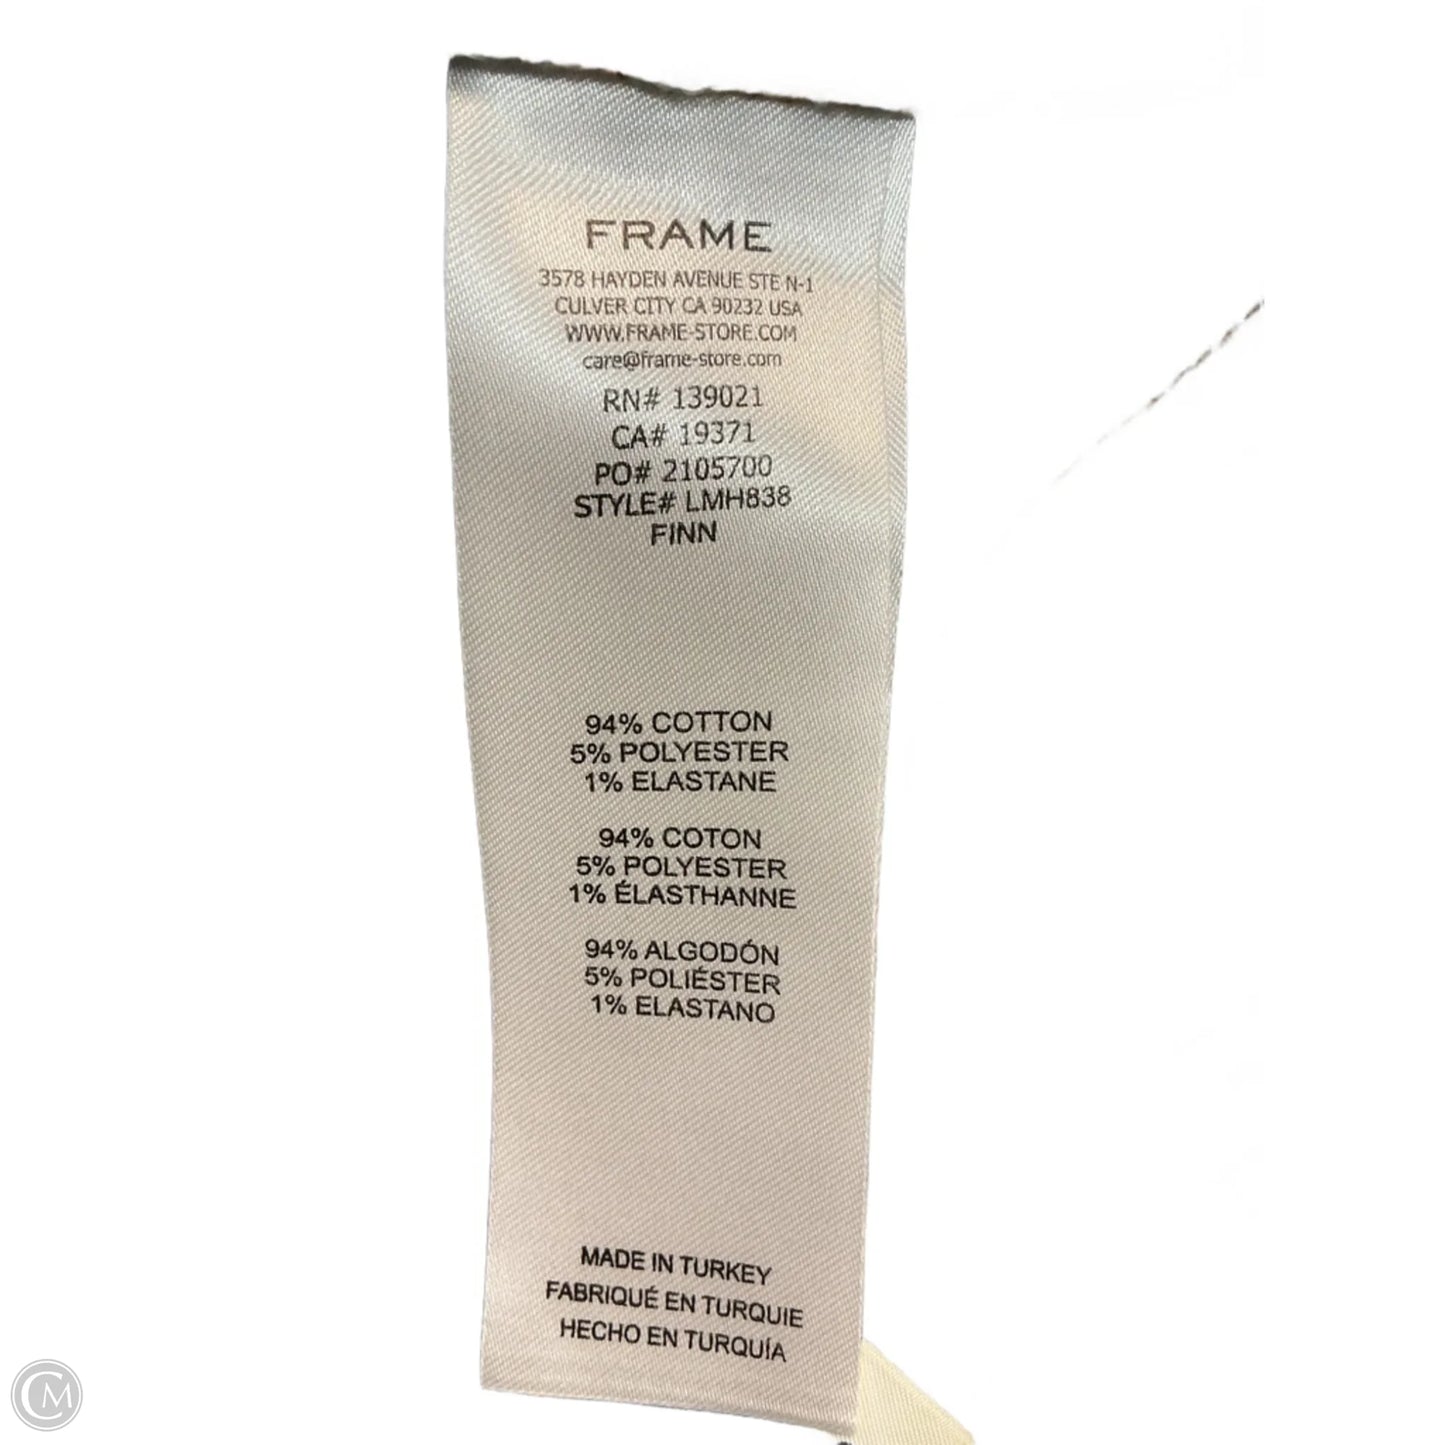 FRAME
3578 HAYDEN AVENUE STE N-1
CULVER CITY CA 90232 USA
WWW.FRAME-STORE.COM
care@frame-store.com
RN# 139021
CA# 19371
PO# 2105700
STYLE# LMH838
FINN
94% COTTON
5% POLYESTER
1% ELASTANE
94% COTON
5% POLYESTER
1% ÉLASTHANNE
94% ALGODÓN
5% POLIÉSTER
1% ELASTANO
MADE IN TURKEY
FABRIQUÉ EN TURQUIE
HECHO EN TURQUÍA
CM